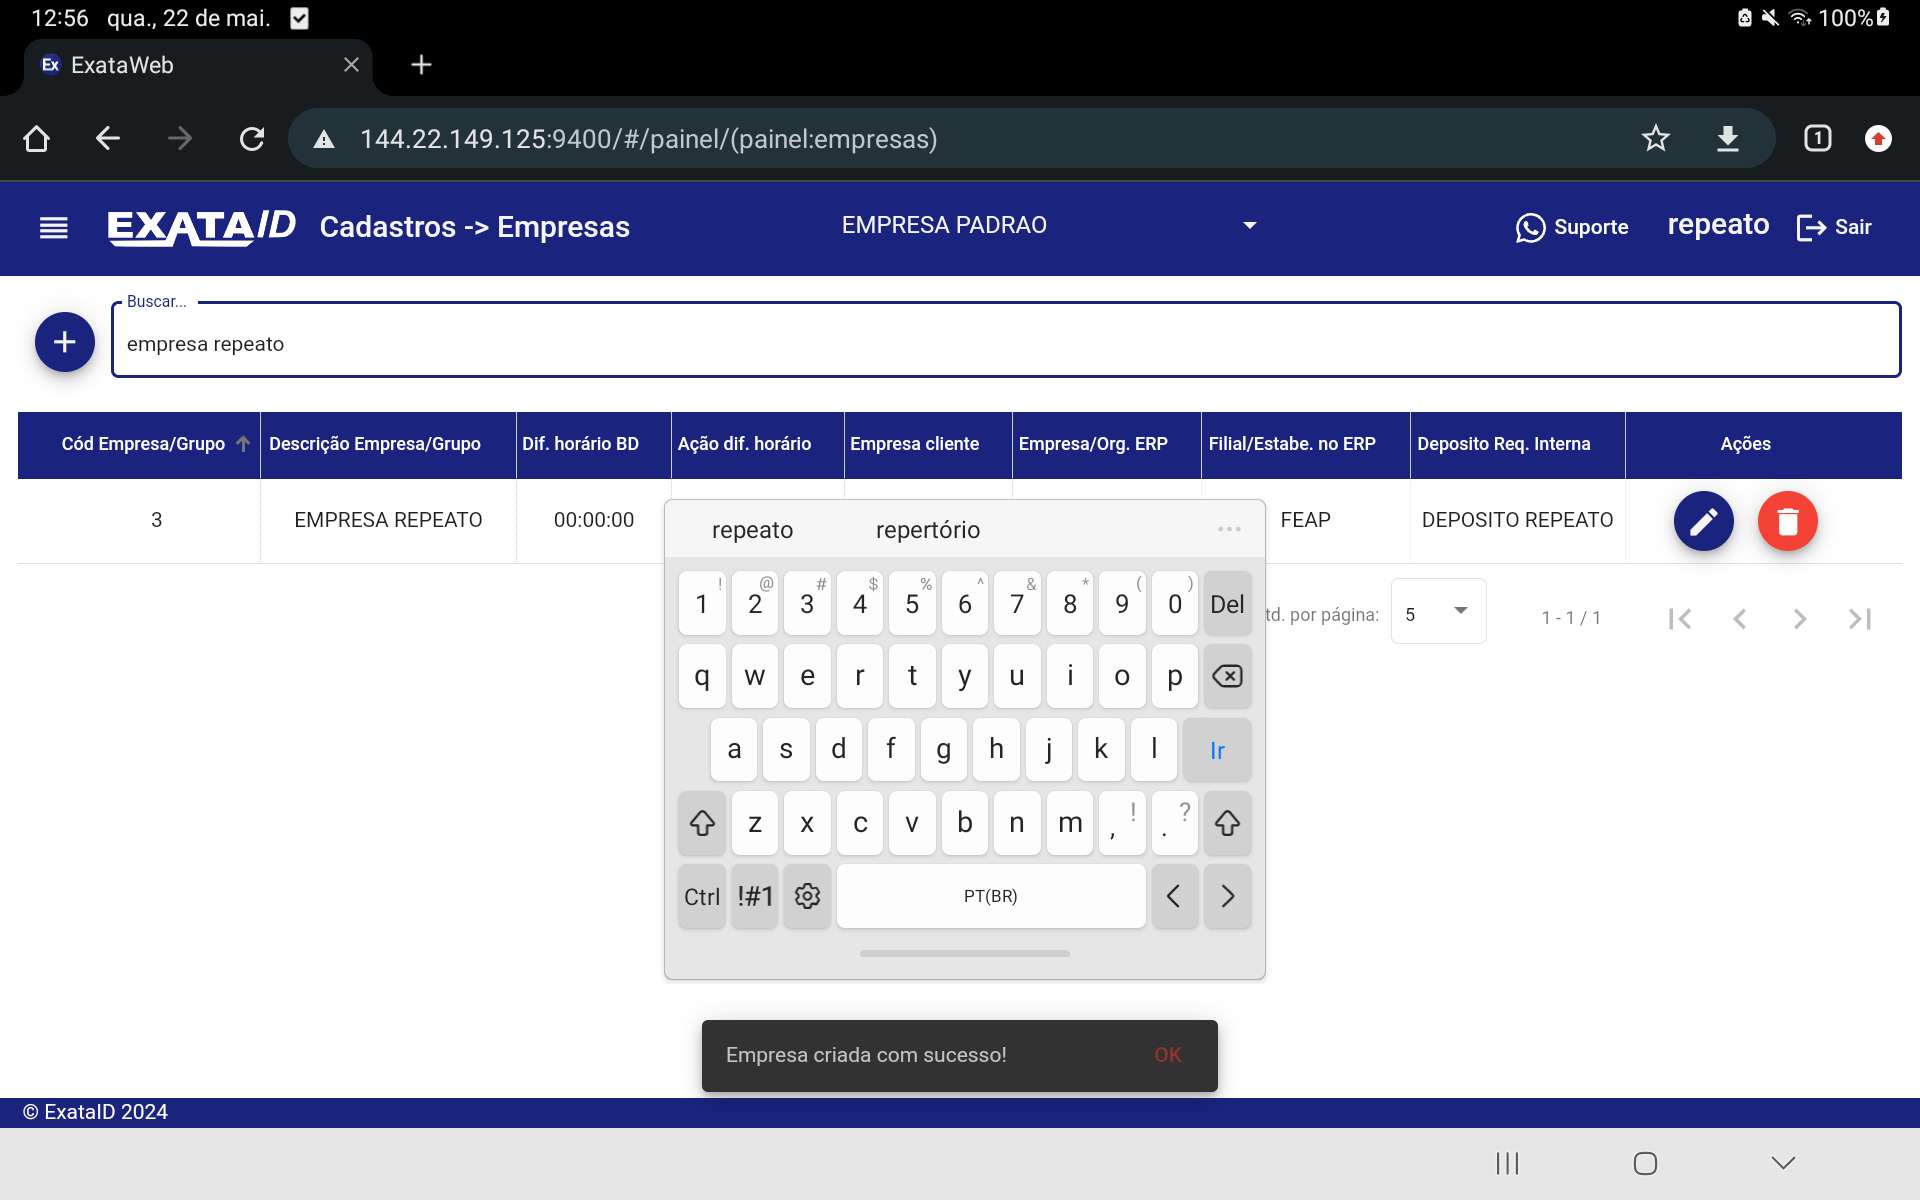 12:56 qua., 22 de mai. 100%
Ex ExataWeb
144.22.149.125:9400/#/painel/(painel:empresas) 1
EXATAID Cadastros -> Empresas EMPRESA PADRAO Suporte repeato Sair
Buscar...
empresa repeato
Cód Empresa/Grupo Descrição Empresa/Grupo Dif. horário BD Ação dif. horário Empresa cliente Empresa/Org. ERP Filial/Estabe. no ERP Deposito Req. Interna Ações
3 EMPRESA REPEATO 00:00:00 FEAP DEPOSITO REPEATO
repeato repertório ...
td. por página: 5 1 - 1 / 1
! @ # $ % ^ & * ( )
1 2 3 4 5 6 7 8 9 0 Del
q w e r t y u i o p
a s d f g h j k l Ir
z x c v b n m , ! . ?
Ctrl !#1 PT(BR)
Empresa criada com sucesso! OK
© ExataID 2024